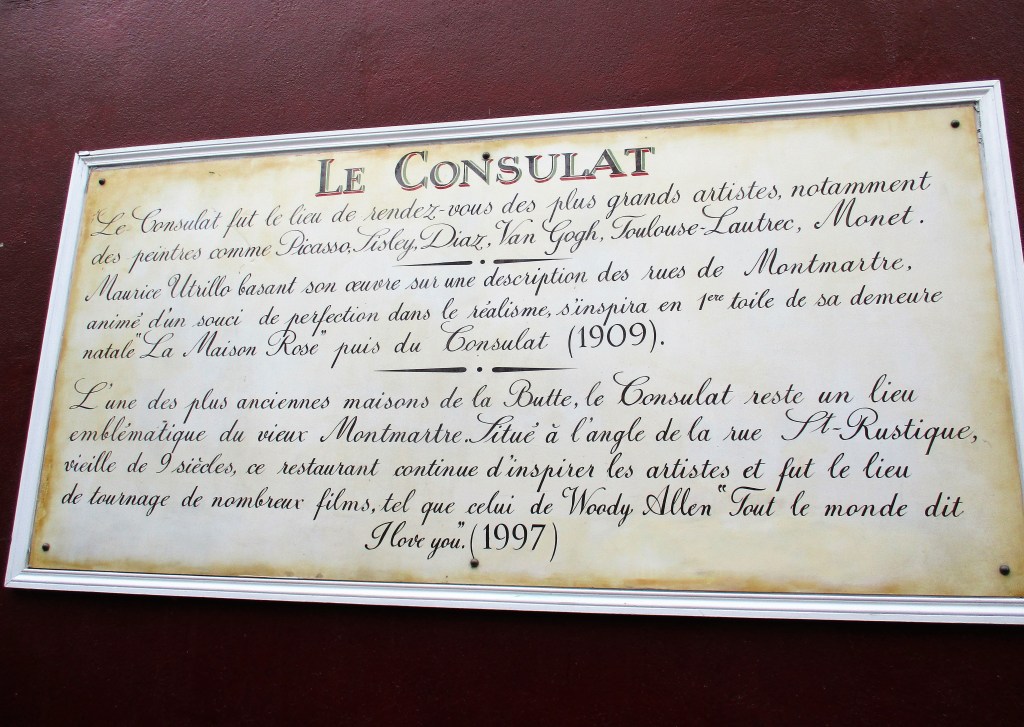 LE CONSULAT
Le Consulat fut le lieu de rendez-vous des plus grands artistes, notamment
des peintres comme Picasso, Sisley, Diaz, Van Gogh, Toulouse-Lautrec, Monet.
Maurice Utrillo basant son œuvre sur une description des rues de Montmartre,
animé d'un souci de perfection dans le réalisme, s'inspira en 1ere toile de sa demeure
natale "La Maison Rose" puis du Consulat (1909).
L'une des plus anciennes maisons de la Butte, le Consulat reste un lieu
emblématique du vieux Montmartre. Situé à l'angle de la rue St-Rustique,
vieille de 9 siècles, ce restaurant continue d'inspirer les artistes et fut le lieu
de tournage de nombreux films, tel que celui de Woody Allen "Tout le monde dit
I love you". (1997)